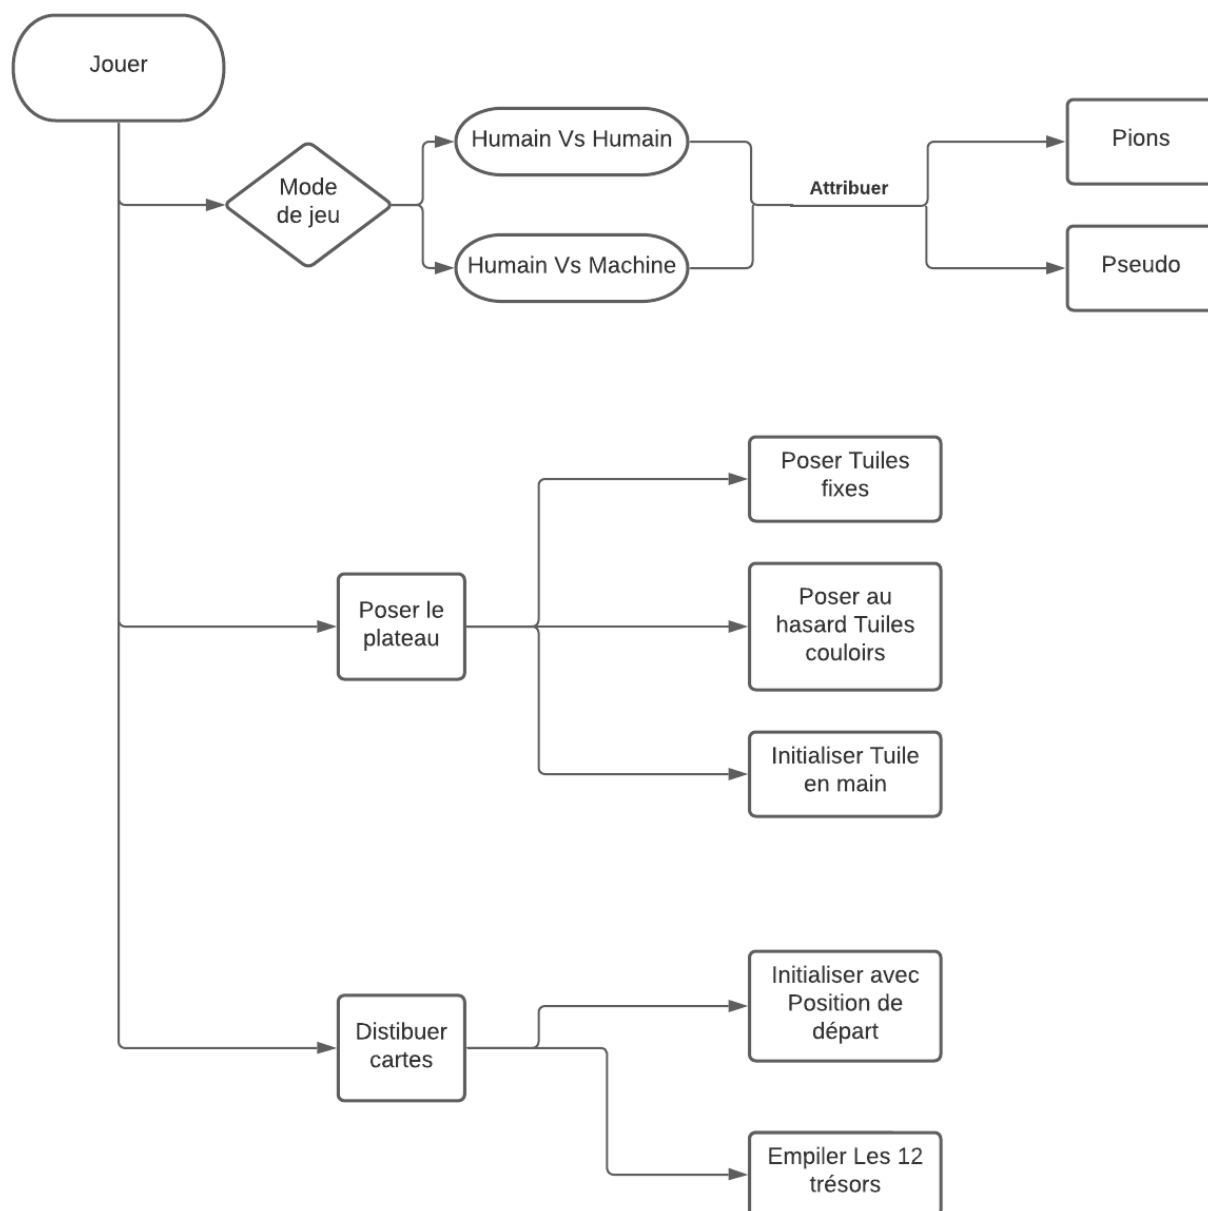 Jouer
Mode
de jeu
Humain Vs Humain
Humain Vs Machine
Attribuer
Pions
Pseudo
Poser le
plateau
Poser Tuiles
fixes
Poser au
hasard Tuiles
couloirs
Initialiser Tuile
en main
Distibuer
cartes
Initialiser avec
Position de
départ
Empiler Les 12
trésors